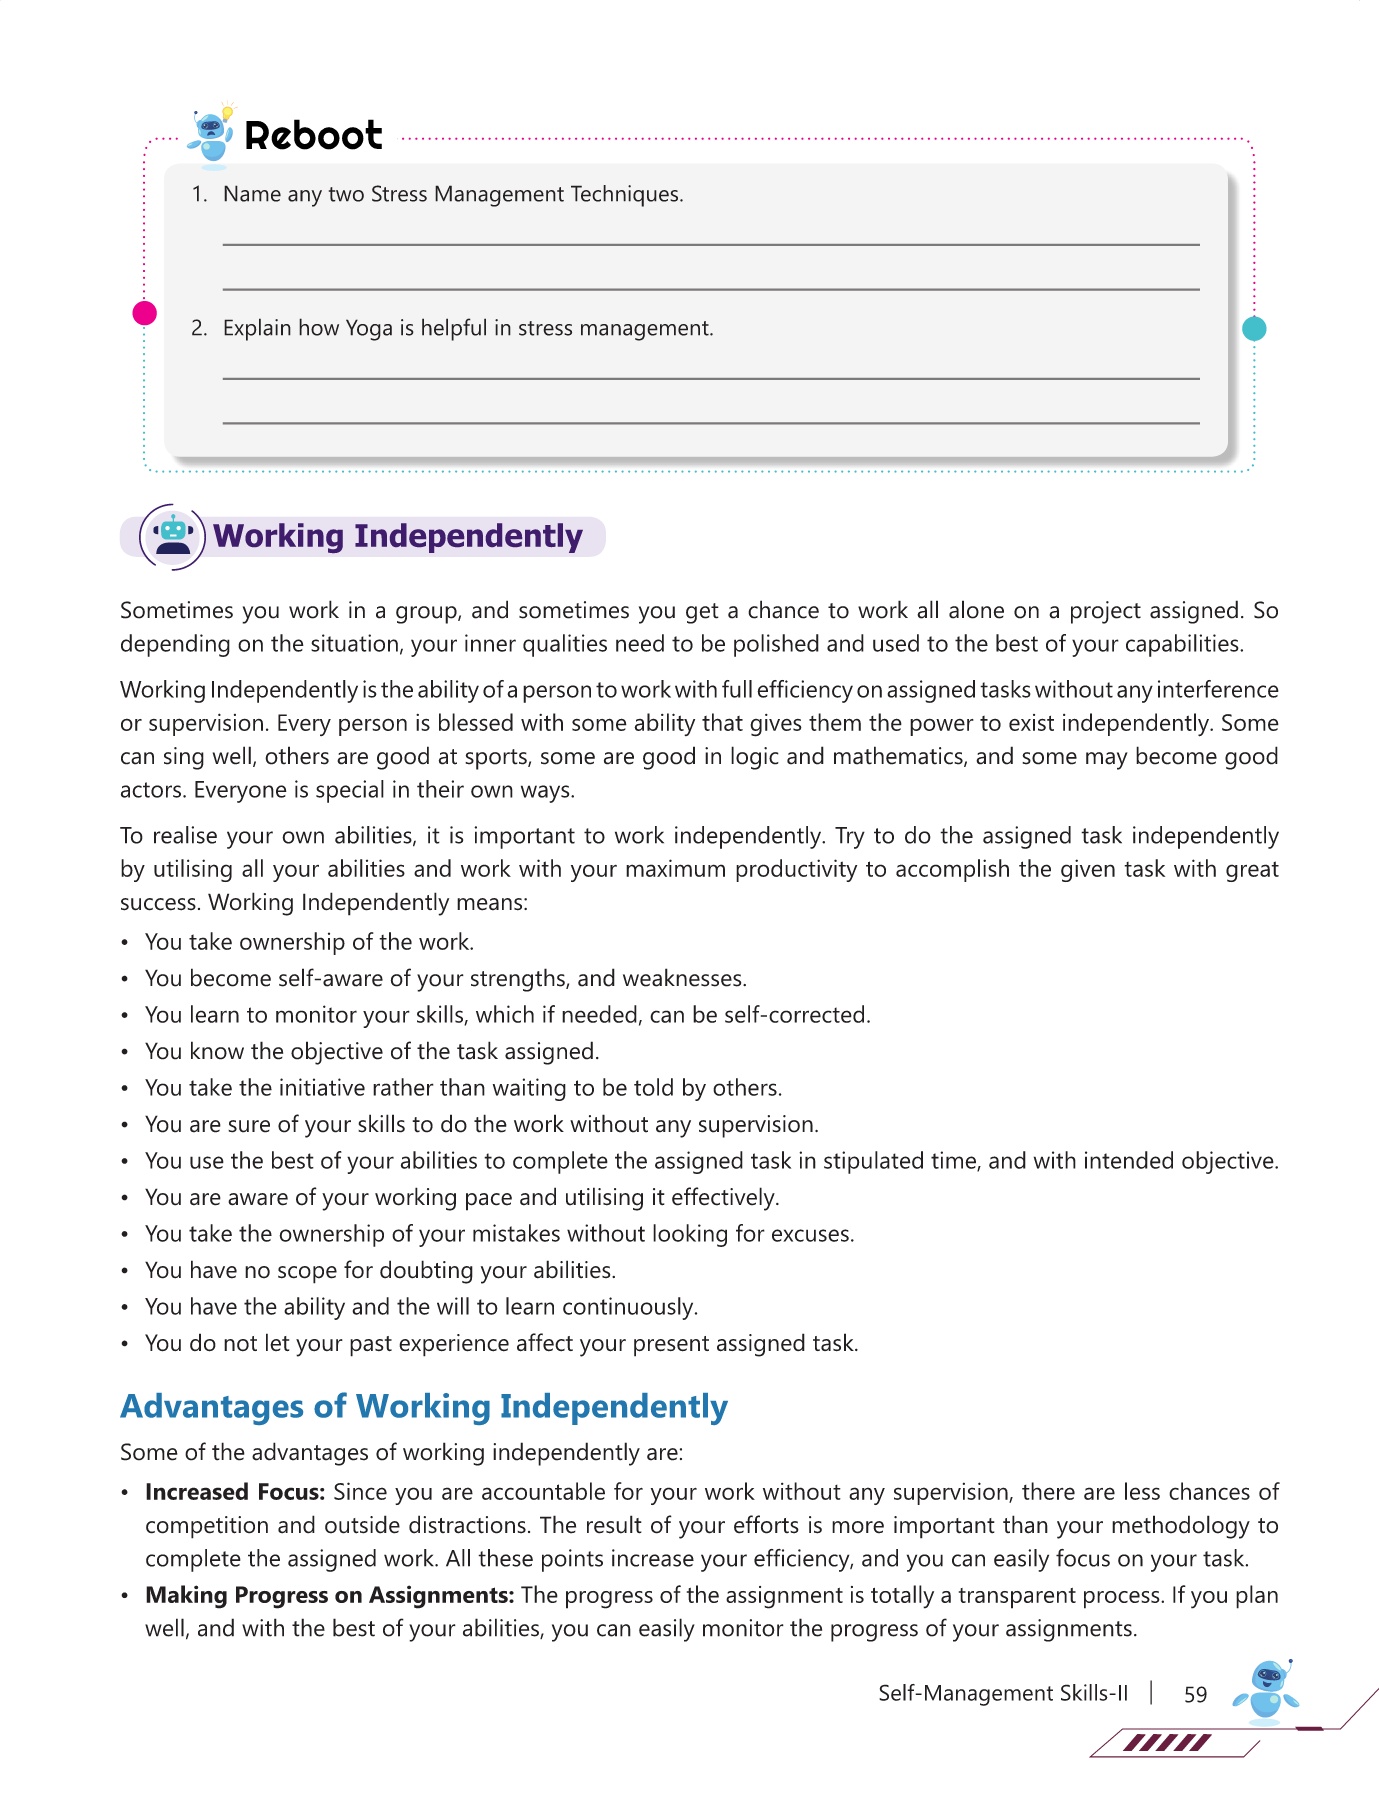 Reboot
1. Name any two Stress Management Techniques.
2. Explain how Yoga is helpful in stress management.
Working Independently
Sometimes you work in a group, and sometimes you get a chance to work all alone on a project assigned. So
depending on the situation, your inner qualities need to be polished and used to the best of your capabilities.
Working Independently is the ability of a person to work with full efficiency on assigned tasks without any interference
or supervision. Every person is blessed with some ability that gives them the power to exist independently. Some
can sing well, others are good at sports, some are good in logic and mathematics, and some may become good
actors. Everyone is special in their own ways.
To realise your own abilities, it is important to work independently. Try to do the assigned task independently
by utilising all your abilities and work with your maximum productivity to accomplish the given task with great
success. Working Independently means:
• You take ownership of the work.
• You become self-aware of your strengths, and weaknesses.
• You learn to monitor your skills, which if needed, can be self-corrected.
• You know the objective of the task assigned.
• You take the initiative rather than waiting to be told by others.
• You are sure of your skills to do the work without any supervision.
• You use the best of your abilities to complete the assigned task in stipulated time, and with intended objective.
• You are aware of your working pace and utilising it effectively.
• You take the ownership of your mistakes without looking for excuses.
• You have no scope for doubting your abilities.
• You have the ability and the will to learn continuously.
• You do not let your past experience affect your present assigned task.
Advantages of Working Independently
Some of the advantages of working independently are:
• Increased Focus: Since you are accountable for your work without any supervision, there are less chances of
competition and outside distractions. The result of your efforts is more important than your methodology to
complete the assigned work. All these points increase your efficiency, and you can easily focus on your task.
• Making Progress on Assignments: The progress of the assignment is totally a transparent process. If you plan
well, and with the best of your abilities, you can easily monitor the progress of your assignments.
Self-Management Skills-II | 59